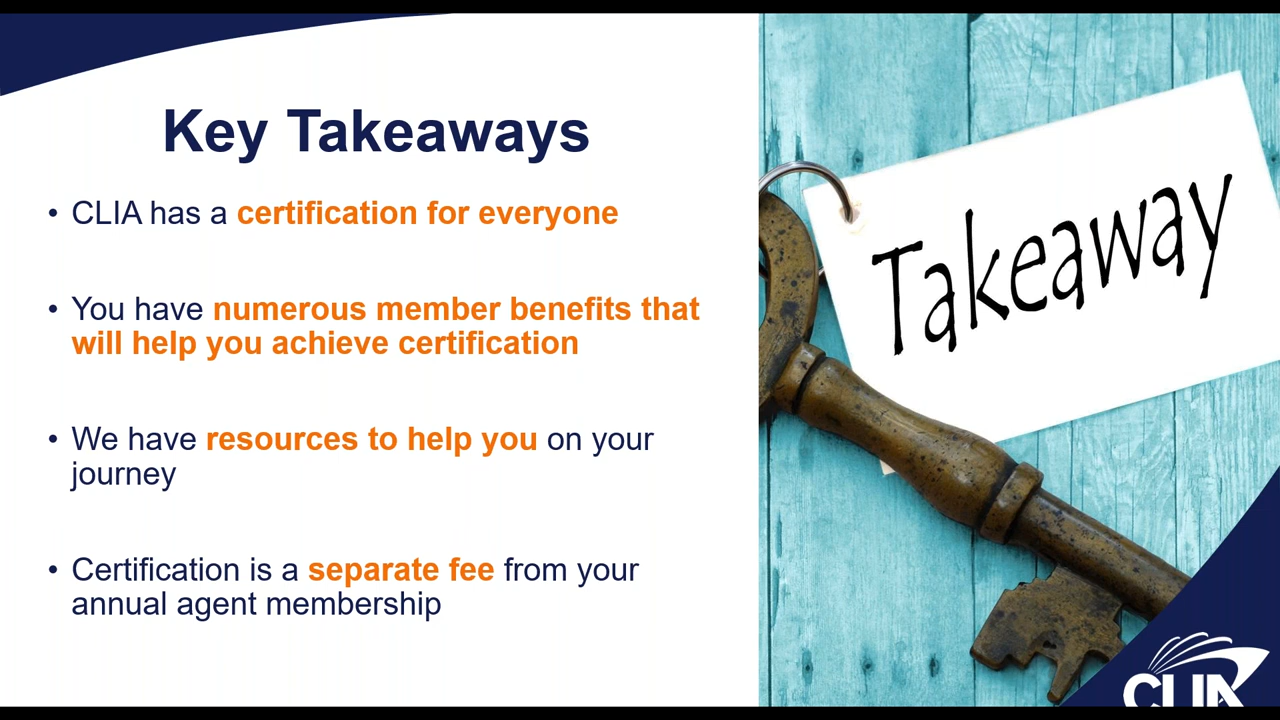 Key Takeaways
• CLIA has a certification for everyone
• You have numerous member benefits that
will help you achieve certification
• We have resources to help you on your
journey
• Certification is a separate fee from your
annual agent membership
Takeaway
CLIA